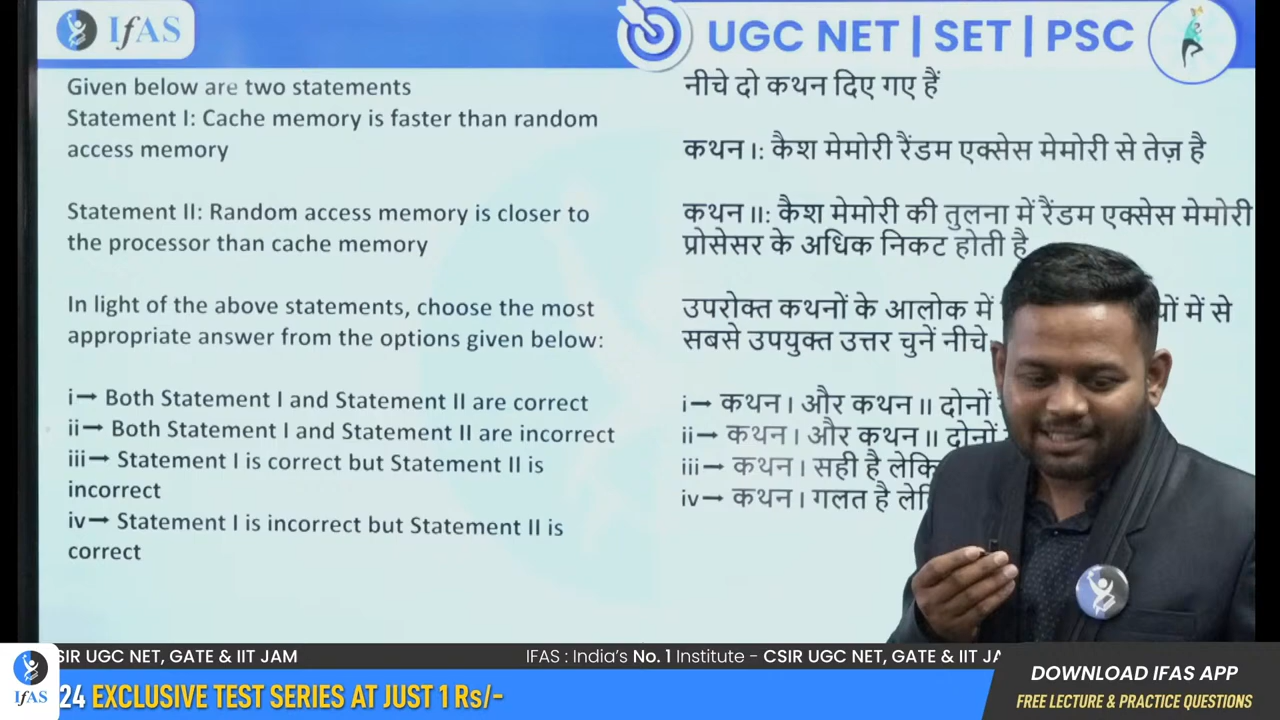 IfAS
UGC NET | SET | PSC
Given below are two statements
Statement I: Cache memory is faster than random
access memory
Statement II: Random access memory is closer to
the processor than cache memory
In light of the above statements, choose the most
appropriate answer from the options given below:
i→ Both Statement I and Statement II are correct
ii→ Both Statement I and Statement II are incorrect
iii→ Statement I is correct but Statement II is
incorrect
iv→ Statement I is incorrect but Statement II is
correct
नीचे दो कथन दिए गए हैं
कथन I: कैश मेमोरी रैंडम एक्सेस मेमोरी से तेज़ है
कथन II: कैश मेमोरी की तुलना में रैंडम एक्सेस मेमोरी
प्रोसेसर के अधिक निकट होती है
उपरोक्त कथनों के आलोक में में से
सबसे उपयुक्त उत्तर चुनें नीचे
i→ कथन I और कथन II दोनों
ii→ कथन I और कथन II दोनों
iii→ कथन I सही है
iv→ कथन I गलत है
SIR UGC NET, GATE & IIT JAM
IFAS : India's No. 1 Institute - CSIR UGC NET, GATE & IIT JA
IfAS
24 EXCLUSIVE TEST SERIES AT JUST 1 Rs/-
DOWNLOAD IFAS APP
FREE LECTURE & PRACTICE QUESTIONS